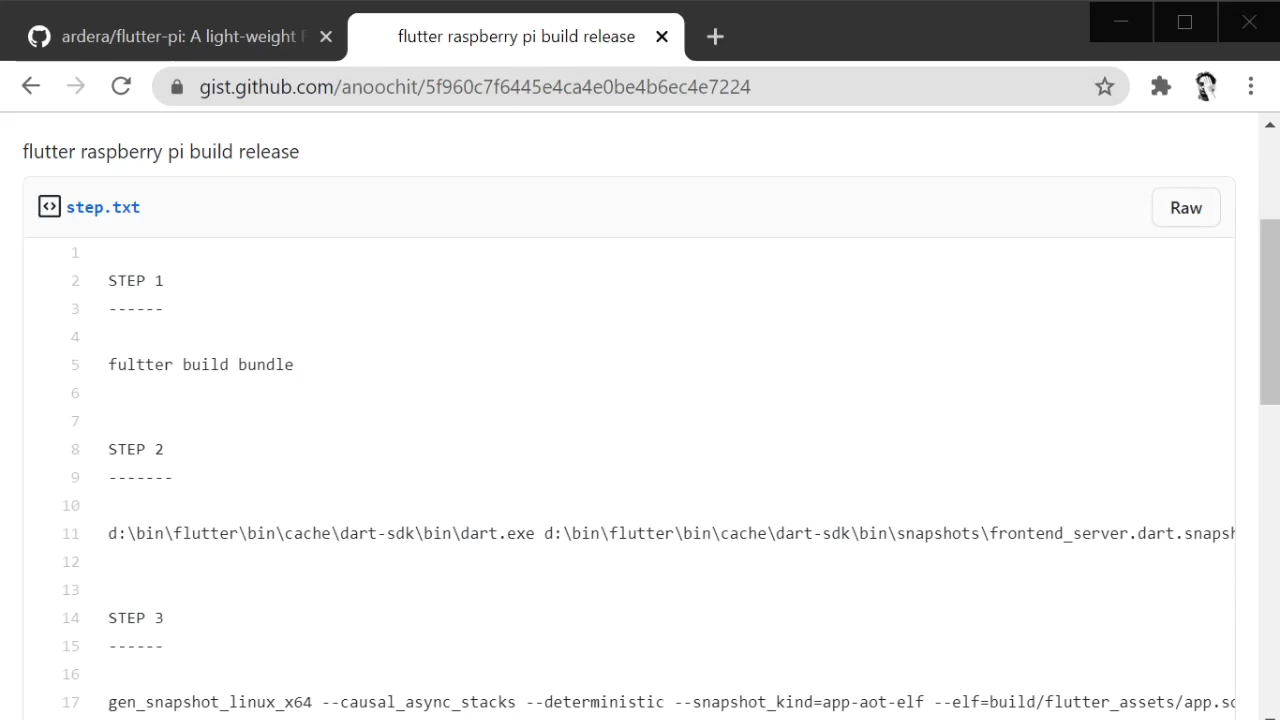 ardera/flutter-pi: A light-weight F
flutter raspberry pi build release
gist.github.com/anoochit/5f960c7f6445e4ca4e0be4b6ec4e7224
flutter raspberry pi build release
step.txt
Raw
1
2 STEP 1
3 ------
4
5 fultter build bundle
6
7
8 STEP 2
9 -------
10
11 d:\bin\flutter\bin\cache\dart-sdk\bin\dart.exe d:\bin\flutter\bin\cache\dart-sdk\bin\snapshots\frontend_server.dart.snapsh
12
13
14 STEP 3
15 ------
16
17 gen_snapshot_linux_x64 --causal_async_stacks --deterministic --snapshot_kind=app-aot-elf --elf=build/flutter_assets/app.so